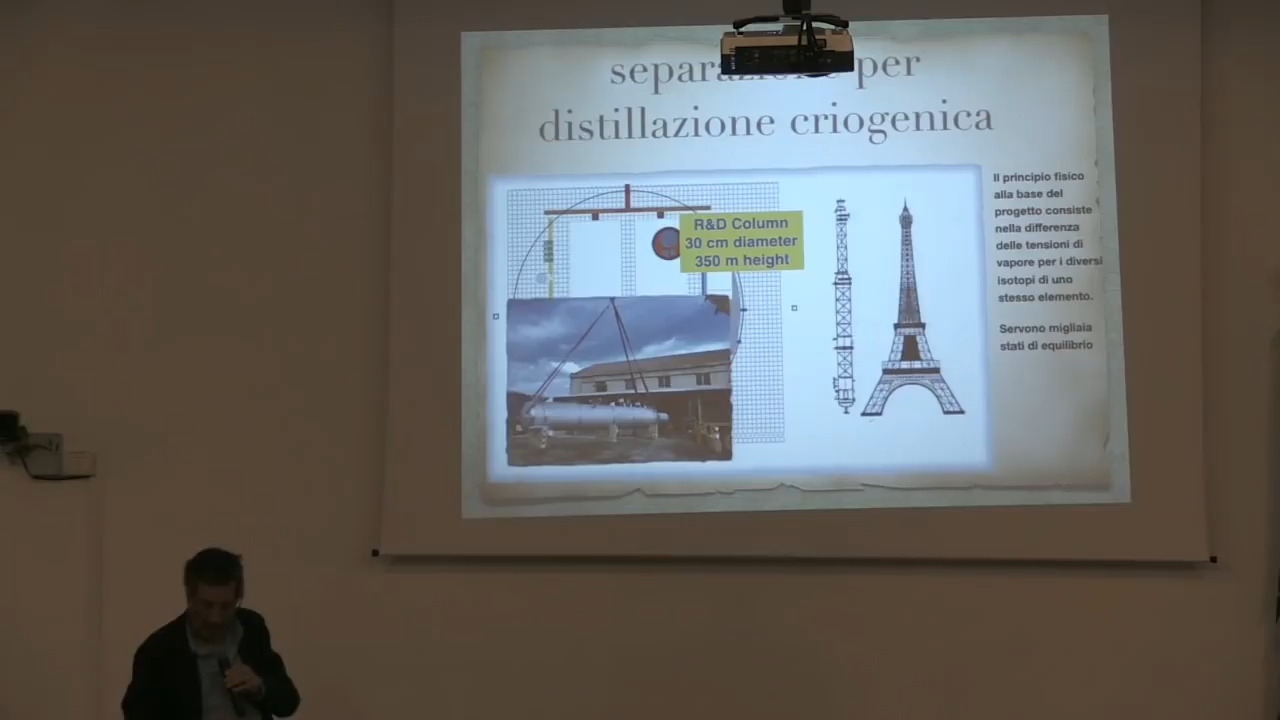 per
distillazione criogenica
R&D Column
30 cm diameter
350 m height
Il principio fisico
alla base del
progetto consiste
nella differenza
delle tensioni di
vapore per i diversi
isotopi di uno
stesso elemento.
Servono migliaia
stati di equilibrio